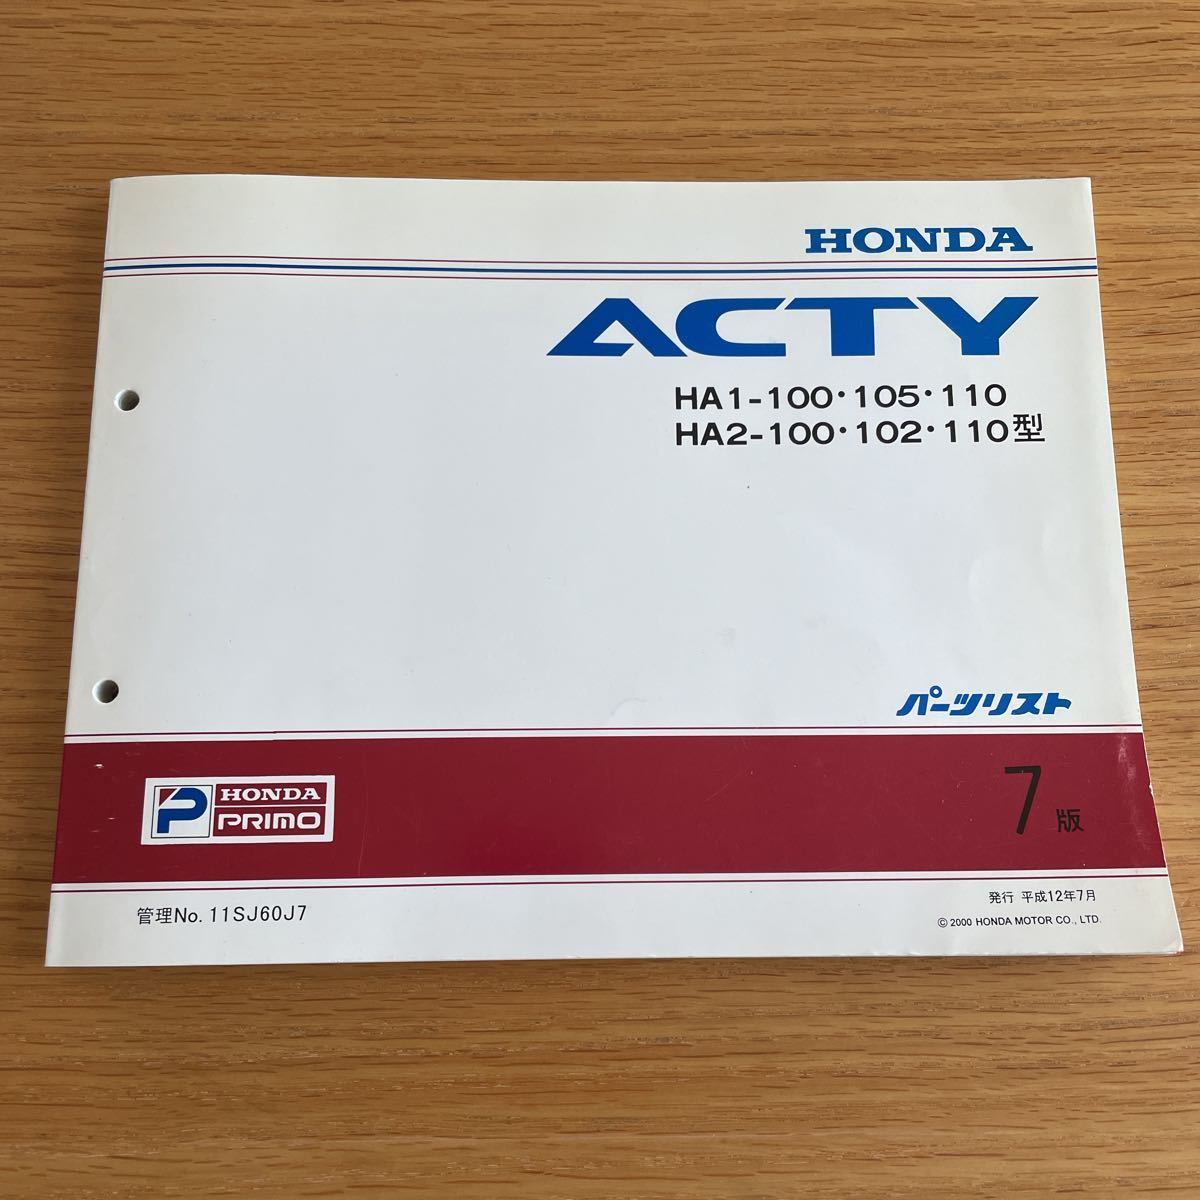 HONDA
ACTY
HA1-100・105・110
HA2-100・102・110型
パーツリスト
HONDA
PRIMO
7版
管理No. 11SJ60J7
発行 平成12年7月
© 2000 HONDA MOTOR CO., LTD.